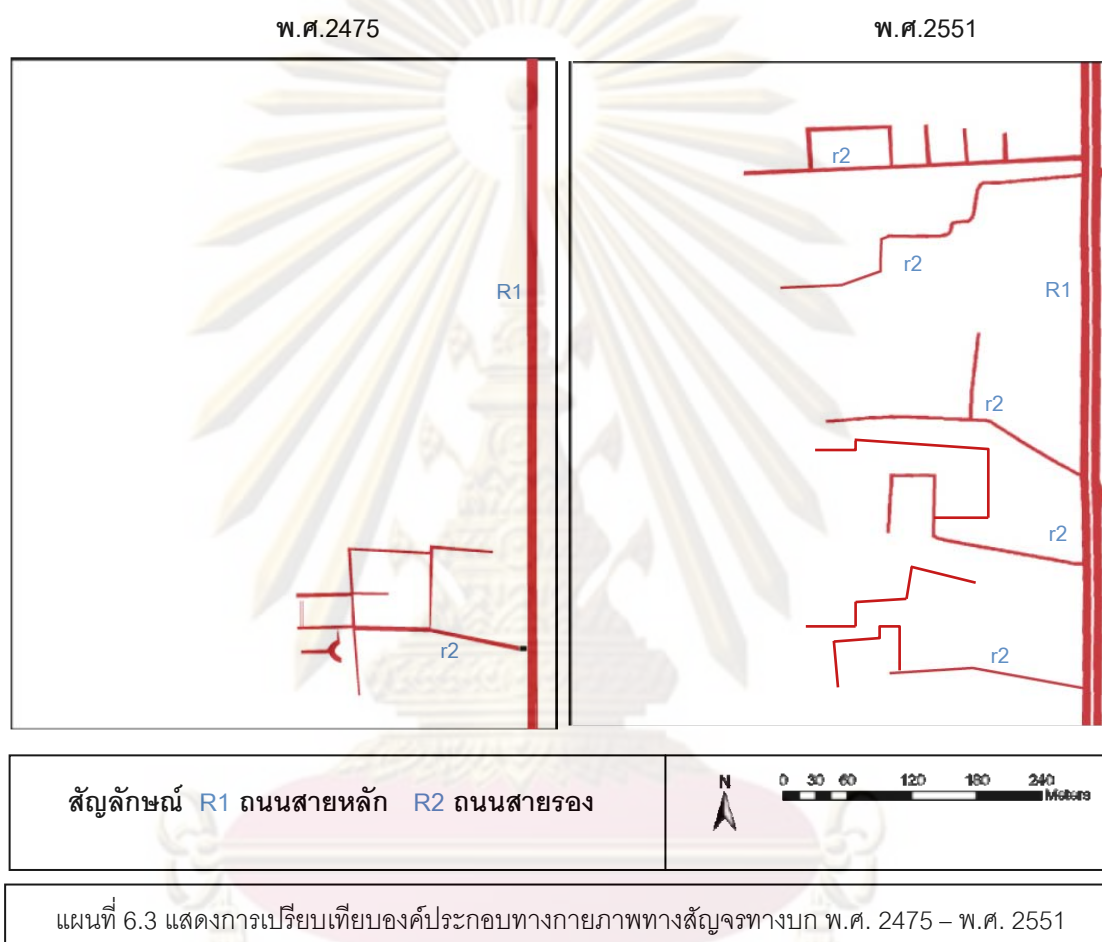 พ.ศ.2475
พ.ศ.2551
R1
r2
r2
r2
R1
r2
r2
r2
สัญลักษณ์ R1 ถนนสายหลัก R2 ถนนสายรอง
N
0 30 60 120 180 240
Meters
แผนที่ 6.3 แสดงการเปรียบเทียบองค์ประกอบทางกายภาพทางสัญจรทางบก พ.ศ. 2475 – พ.ศ. 2551